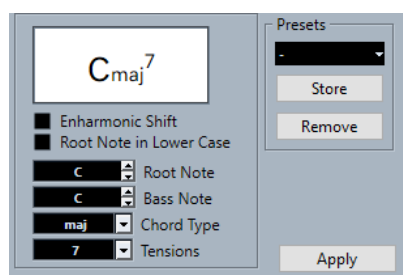 Presets
Cmaj7
-
Store
Remove
Enharmonic Shift
Root Note in Lower Case
C Root Note
C Bass Note
maj Chord Type
7 Tensions
Apply